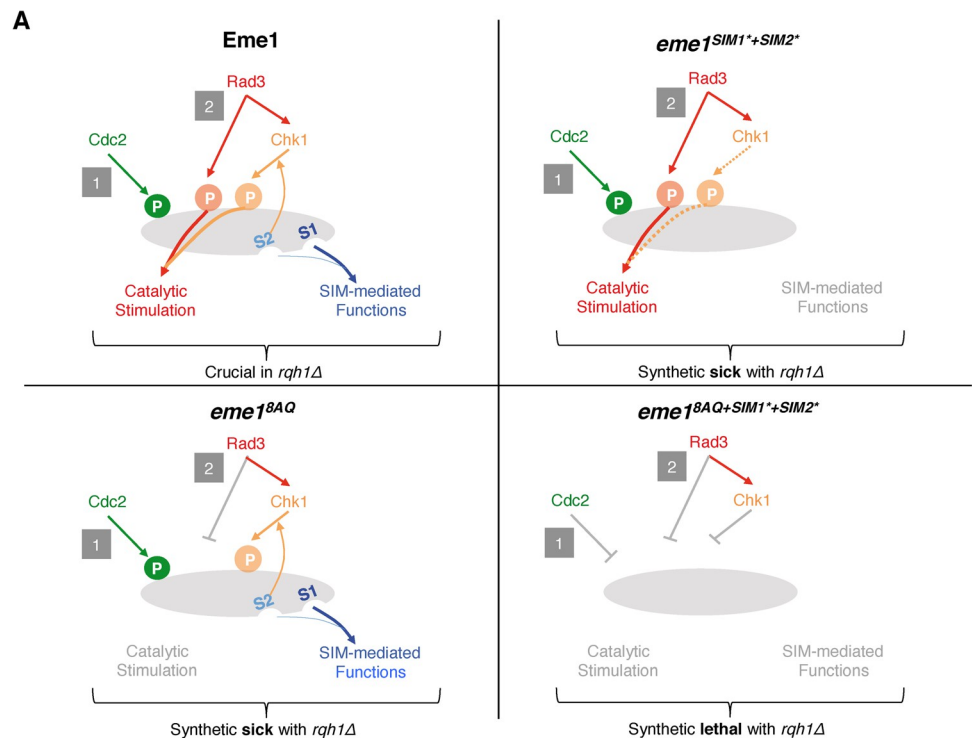 A
Eme1
Rad3
2
Cdc2
Chk1
1
P
P
P
S2
S1
Catalytic
Stimulation
SIM-mediated
Functions
Crucial in rqh1Δ
eme1SIM1*+SIM2*
Rad3
2
Cdc2
Chk1
1
P
P
P
Catalytic
Stimulation
SIM-mediated
Functions
Synthetic sick with rqh1Δ
eme18AQ
Rad3
2
Cdc2
Chk1
1
P
P
S2
S1
Catalytic
Stimulation
SIM-mediated
Functions
Synthetic sick with rqh1Δ
eme18AQ+SIM1*+SIM2*
Rad3
2
Cdc2
Chk1
1
Catalytic
Stimulation
SIM-mediated
Functions
Synthetic lethal with rqh1Δ